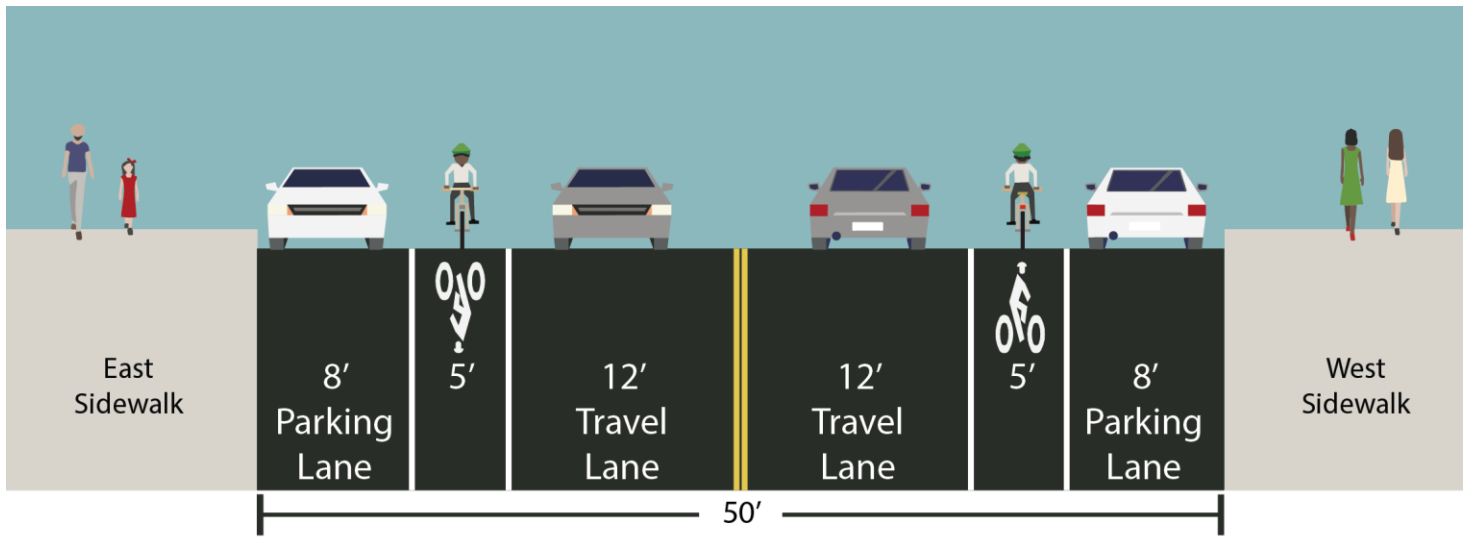 East
Sidewalk
8’
Parking
Lane
5’
12’
Travel
Lane
12’
Travel
Lane
5’
8’
Parking
Lane
West
Sidewalk
50’